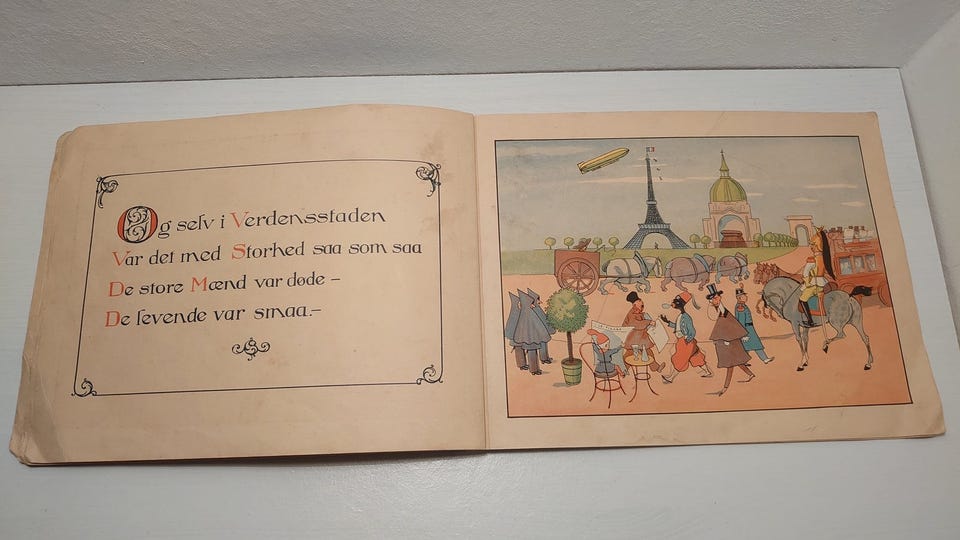 Og selv i Verdensstaden
Var det med Storhed saa som saa
De store Mænd var døde –
De levende var smaa.–